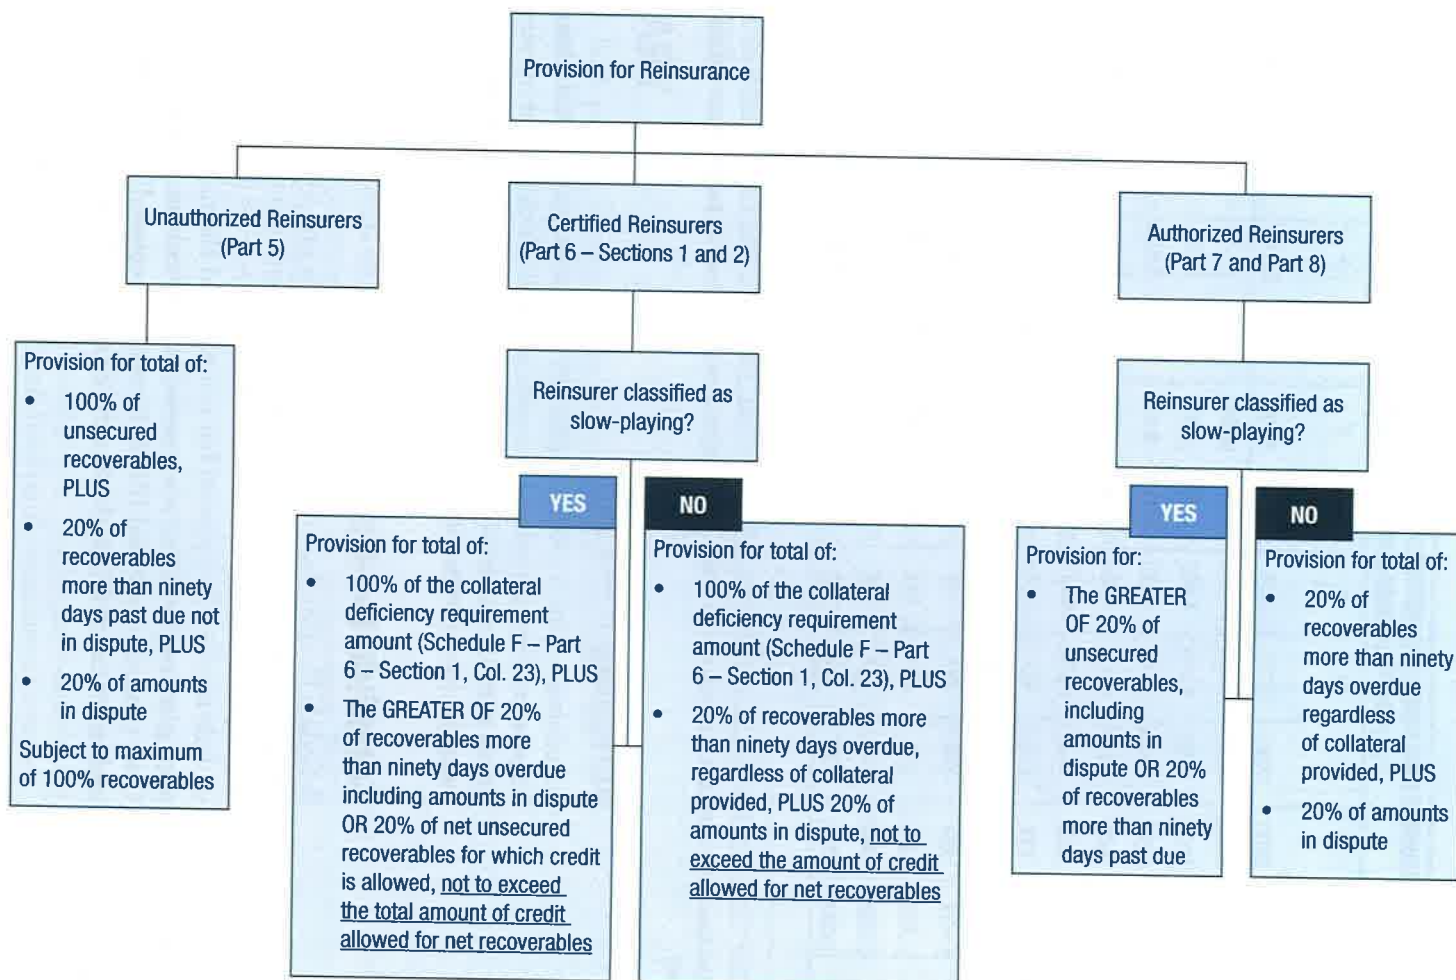 Provision for Reinsurance
Unauthorized Reinsurers
(Part 5)
Certified Reinsurers
(Part 6 – Sections 1 and 2)
Authorized Reinsurers
(Part 7 and Part 8)
Provision for total of:
• 100% of
unsecured
recoverables,
PLUS
• 20% of
recoverables
more than ninety
days past due not
in dispute, PLUS
• 20% of amounts
in dispute
Subject to maximum
of 100% recoverables
Reinsurer classified as
slow-playing?
YES
Provision for total of:
• 100% of the collateral
deficiency requirement
amount (Schedule F – Part
6 – Section 1, Col. 23), PLUS
• The GREATER OF 20%
of recoverables more
than ninety days overdue
including amounts in dispute
OR 20% of net unsecured
recoverables for which credit
is allowed, not to exceed
the total amount of credit
allowed for net recoverables
NO
Provision for total of:
• 100% of the collateral
deficiency requirement
amount (Schedule F – Part
6 – Section 1, Col. 23), PLUS
• 20% of recoverables more
than ninety days overdue,
regardless of collateral
provided, PLUS 20% of
amounts in dispute, not to
exceed the amount of credit
allowed for net recoverables
Reinsurer classified as
slow-playing?
YES
Provision for:
• The GREATER
OF 20% of
unsecured
recoverables,
including
amounts in
dispute OR 20%
of recoverables
more than ninety
days past due
NO
Provision for total of:
• 20% of
recoverables
more than ninety
days overdue
regardless
of collateral
provided, PLUS
• 20% of amounts
in dispute